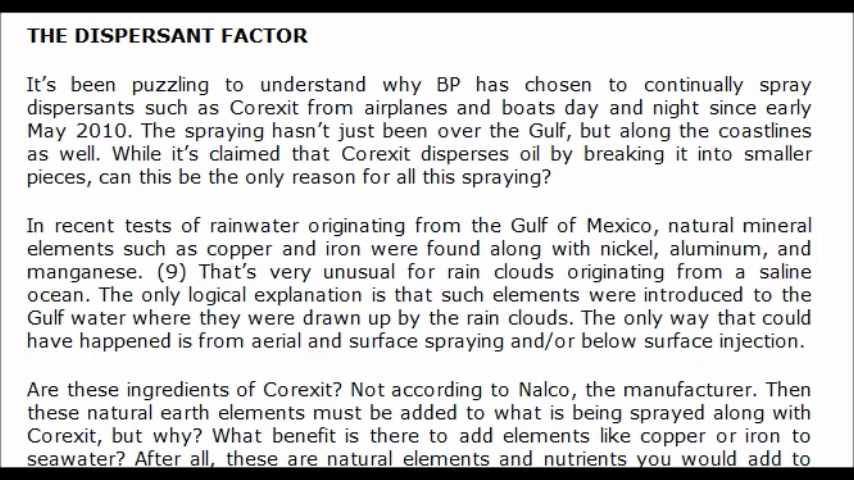 THE DISPERSANT FACTOR
It's been puzzling to understand why BP has chosen to continually spray
dispersants such as Corexit from airplanes and boats day and night since early
May 2010. The spraying hasn't just been over the Gulf, but along the coastlines
as well. While it's claimed that Corexit disperses oil by breaking it into smaller
pieces, can this be the only reason for all this spraying?
In recent tests of rainwater originating from the Gulf of Mexico, natural mineral
elements such as copper and iron were found along with nickel, aluminum, and
manganese. (9) That's very unusual for rain clouds originating from a saline
ocean. The only logical explanation is that such elements were introduced to the
Gulf water where they were drawn up by the rain clouds. The only way that could
have happened is from aerial and surface spraying and/or below surface injection.
Are these ingredients of Corexit? Not according to Nalco, the manufacturer. Then
these natural earth elements must be added to what is being sprayed along with
Corexit, but why? What benefit is there to add elements like copper or iron to
seawater? After all, these are natural elements and nutrients you would add to